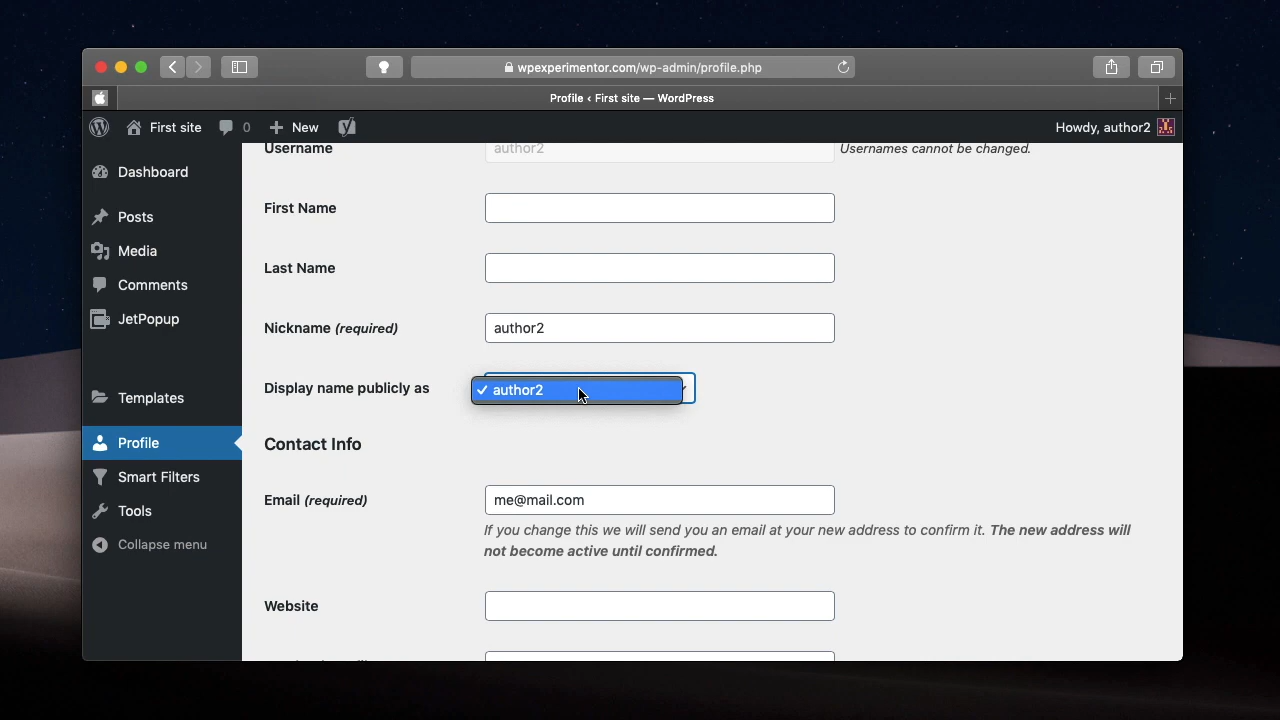 wpexperimentor.com/wp-admin/profile.php
Profile ‹ First site — WordPress
First site 0 New Howdy, author2
Username author2 Usernames cannot be changed.
Dashboard
Posts
First Name
Media
Last Name
Comments
JetPopup
Nickname (required) author2
Display name publicly as ✓ author2
Templates
Profile
Contact Info
Smart Filters
Email (required) me@mail.com
Tools
If you change this we will send you an email at your new address to confirm it. The new address will
not become active until confirmed.
Collapse menu
Website